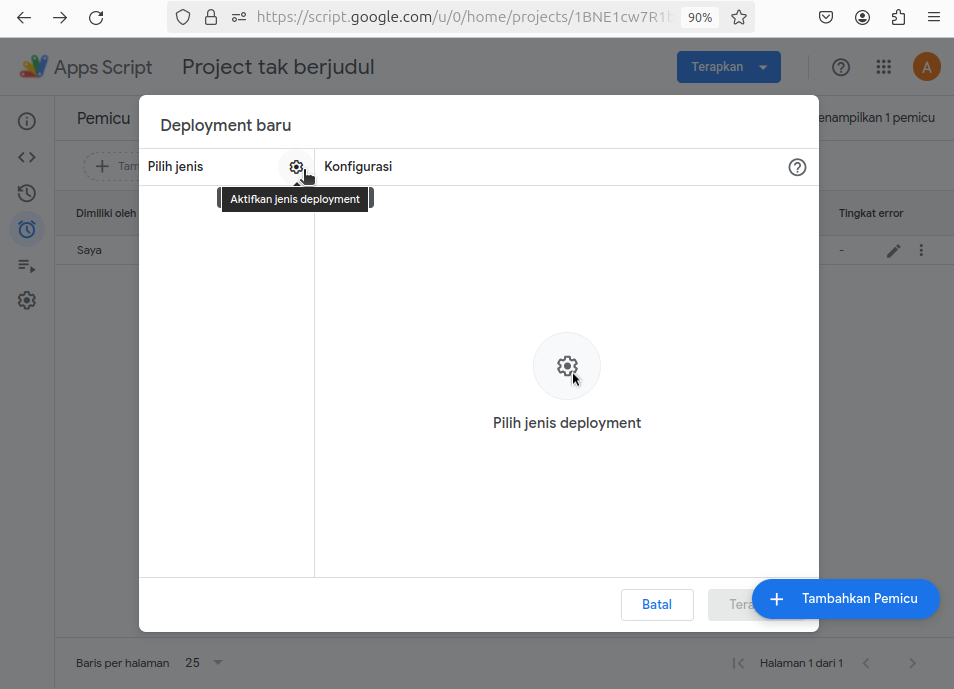 https://script.google.com/u/0/home/projects/1BNE1cw7R1b
90%
Apps Script
Project tak berjudul
Terapkan
A
Pemicu
enampilkan 1 pemicu
Deployment baru
Tam
Pilih jenis
Konfigurasi
Aktifkan jenis deployment
Dimiliki oleh
Tingkat error
Saya
-
Pilih jenis deployment
Batal
Tera
Tambahkan Pemicu
Baris per halaman
25
Halaman 1 dari 1